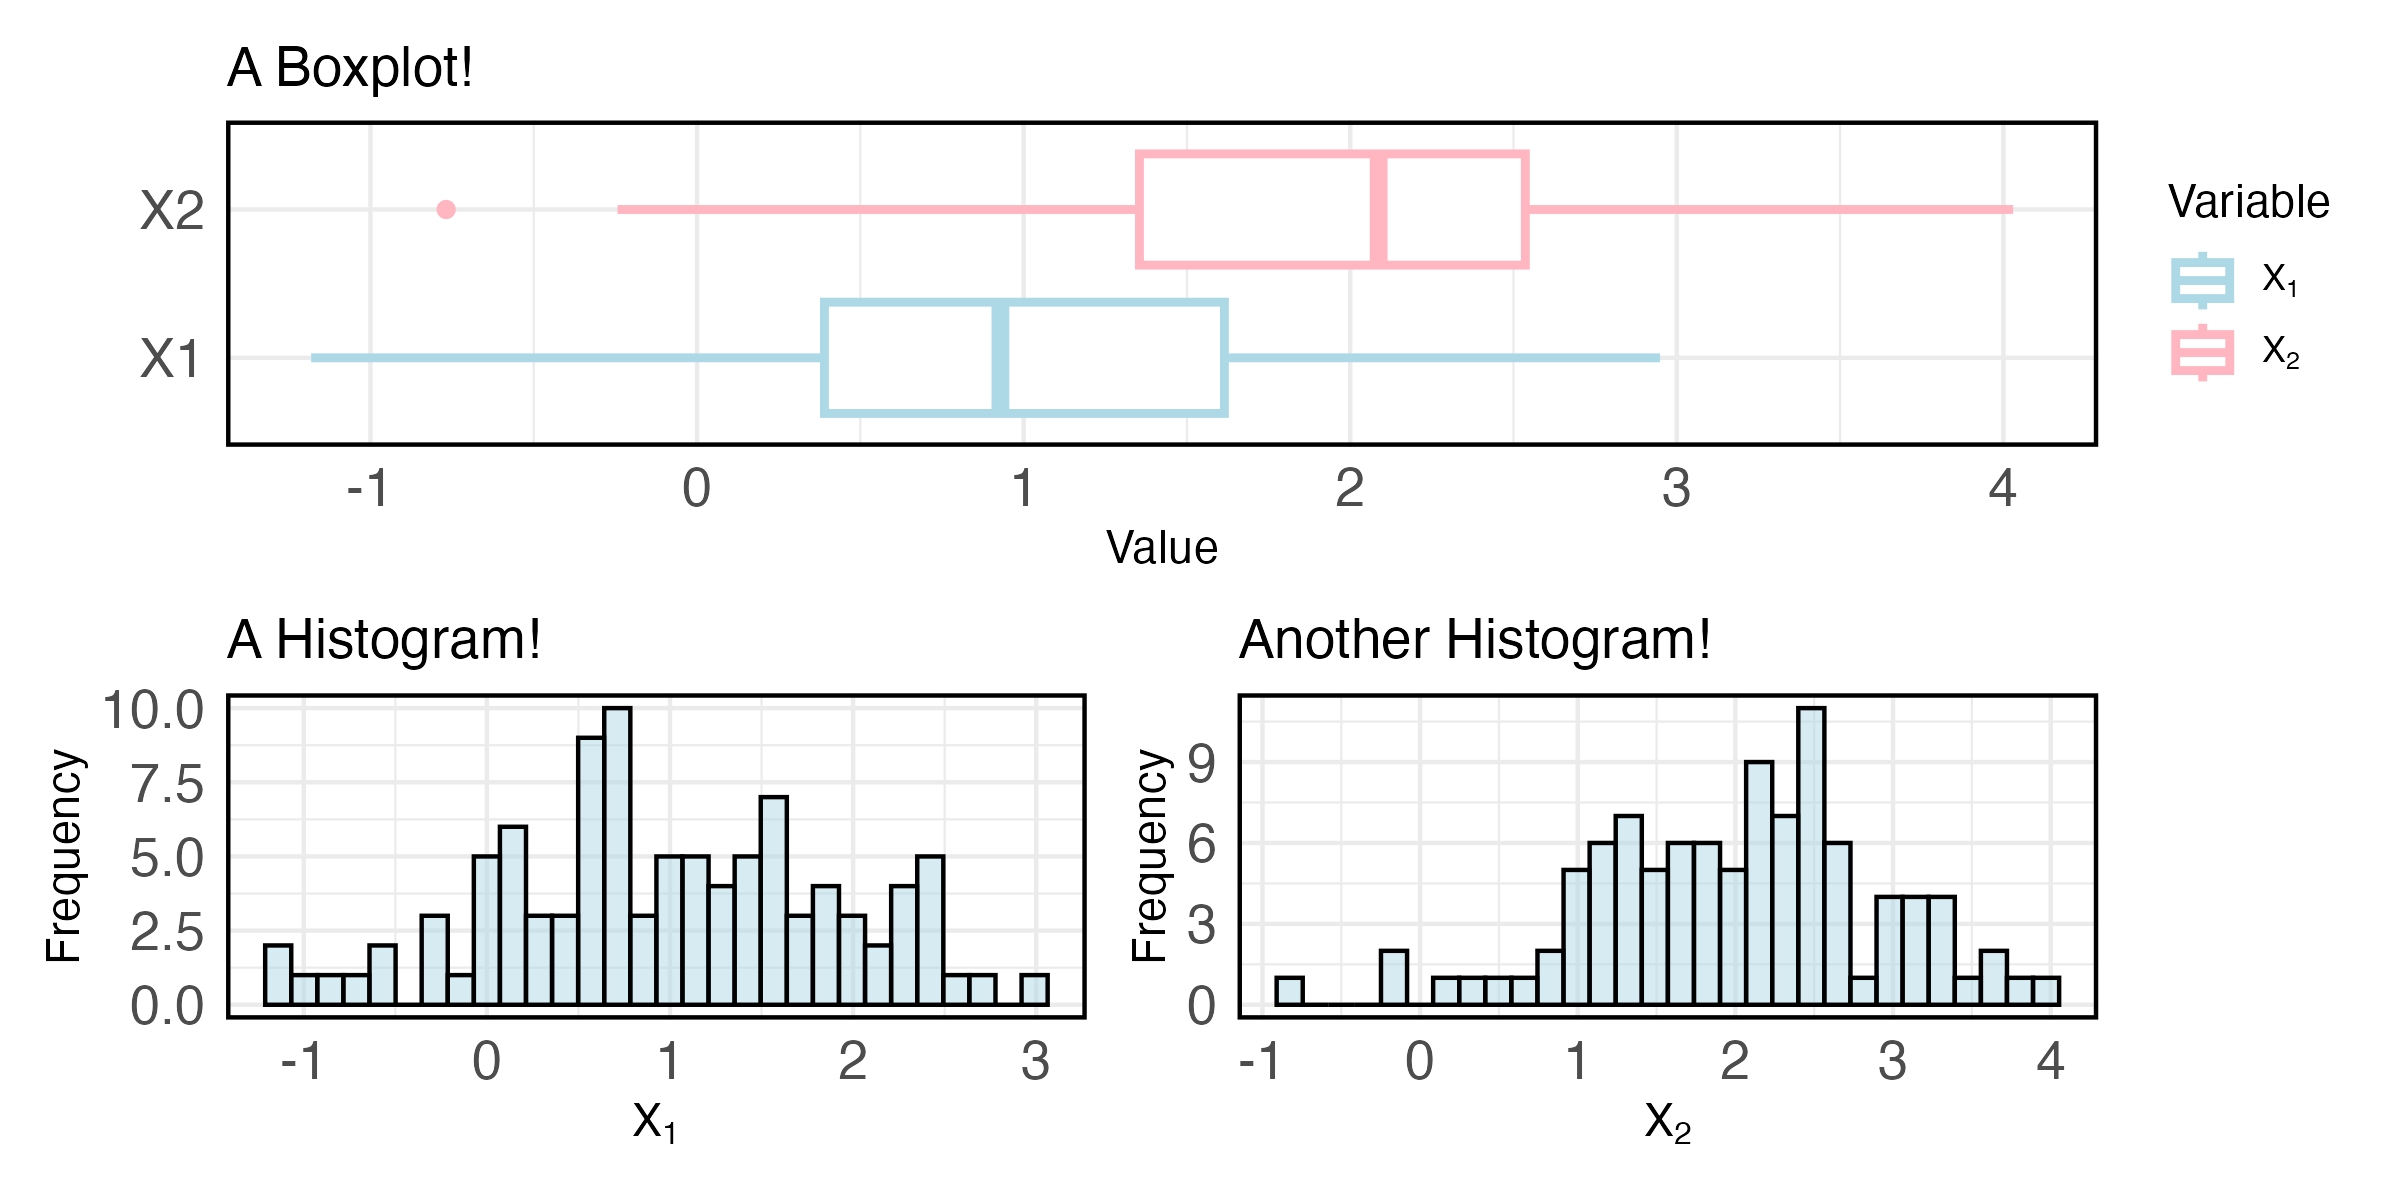 A Boxplot!
X2
X1
-1 0 1 2 3 4
Value
Variable
X₁
X₂
A Histogram!
Frequency
10.0
7.5
5.0
2.5
0.0
-1 0 1 2 3
X₁
Another Histogram!
Frequency
9
6
3
0
-1 0 1 2 3 4
X₂